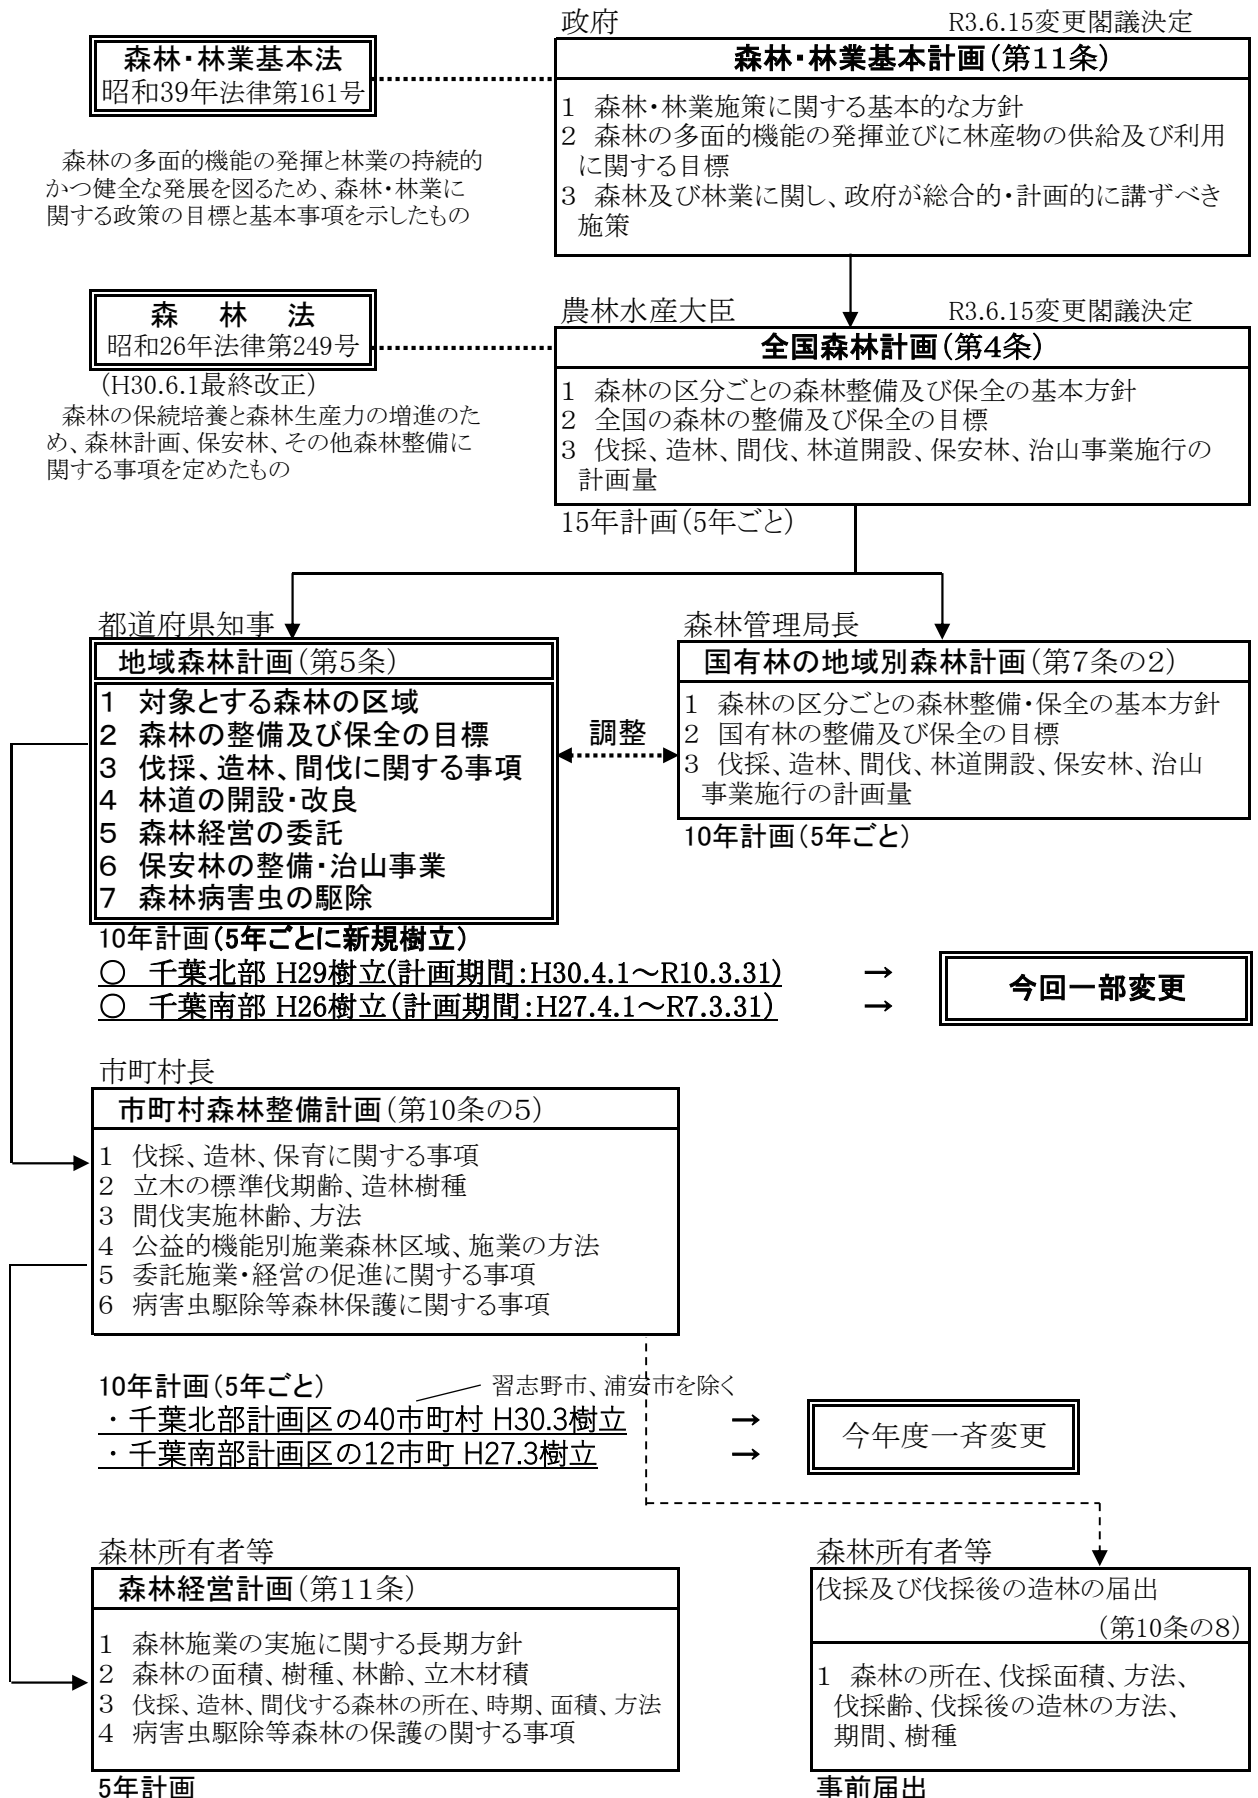 政府
R3.6.15変更閣議決定
森林・林業基本法
昭和39年法律第161号
森林・林業基本計画（第11条）
1 森林・林業施策に関する基本的な方針
2 森林の多面的機能の発揮並びに林産物の供給及び利用
に関する目標
3 森林及び林業に関し、政府が総合的・計画的に講ずべき
施策
森林の多面的機能の発揮と林業の持続的
かつ健全な発展を図るため、森林・林業に
関する政策の目標と基本事項を示したもの
森 林 法
昭和26年法律第249号
（H30.6.1最終改正）
森林の保続培養と森林生産力の増進のた
め、森林計画、保安林、その他森林整備に
関する事項を定めたもの
農林水産大臣
R3.6.15変更閣議決定
全国森林計画（第4条）
1 森林の区分ごとの森林整備及び保全の基本方針
2 全国の森林の整備及び保全の目標
3 伐採、造林、間伐、林道開設、保安林、治山事業施行の
計画量
15年計画（5年ごと）
都道府県知事
地域森林計画（第5条）
1 対象とする森林の区域
2 森林の整備及び保全の目標
3 伐採、造林、間伐に関する事項
4 林道の開設・改良
5 森林経営の委託
6 保安林の整備・治山事業
7 森林病害虫の駆除
調整
森林管理局長
国有林の地域別森林計画（第7条の2）
1 森林の区分ごとの森林整備・保全の基本方針
2 国有林の整備及び保全の目標
3 伐採、造林、間伐、林道開設、保安林、治山
事業施行の計画量
10年計画（5年ごと）
10年計画（5年ごとに新規樹立）
○ 千葉北部 H29樹立（計画期間：H30.4.1～R10.3.31） →
○ 千葉南部 H26樹立（計画期間：H27.4.1～R7.3.31） →
今回一部変更
市町村長
市町村森林整備計画（第10条の5）
1 伐採、造林、保育に関する事項
2 立木の標準伐期齢、造林樹種
3 間伐実施林齢、方法
4 公益的機能別施業森林区域、施業の方法
5 委託施業・経営の促進に関する事項
6 病害虫駆除等森林保護に関する事項
10年計画（5年ごと）
習志野市、浦安市を除く
・千葉北部計画区の40市町村 H30.3樹立 →
・千葉南部計画区の12市町 H27.3樹立 →
今年度一斉変更
森林所有者等
森林経営計画（第11条）
1 森林施業の実施に関する長期方針
2 森林の面積、樹種、林齢、立木材積
3 伐採、造林、間伐する森林の所在、時期、面積、方法
4 病害虫駆除等森林の保護の関する事項
5年計画
森林所有者等
伐採及び伐採後の造林の届出
（第10条の8）
1 森林の所在、伐採面積、方法、
伐採齢、伐採後の造林の方法、
期間、樹種
事前届出